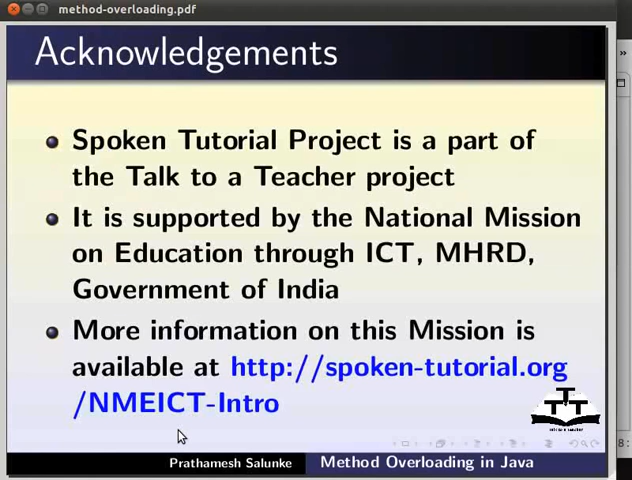 method-overloading.pdf
Acknowledgements
Spoken Tutorial Project is a part of
the Talk to a Teacher project
It is supported by the National Mission
on Education through ICT, MHRD,
Government of India
More information on this Mission is
available at http://spoken-tutorial.org
/NMEICT-Intro
Prathamesh Salunke Method Overloading in Java